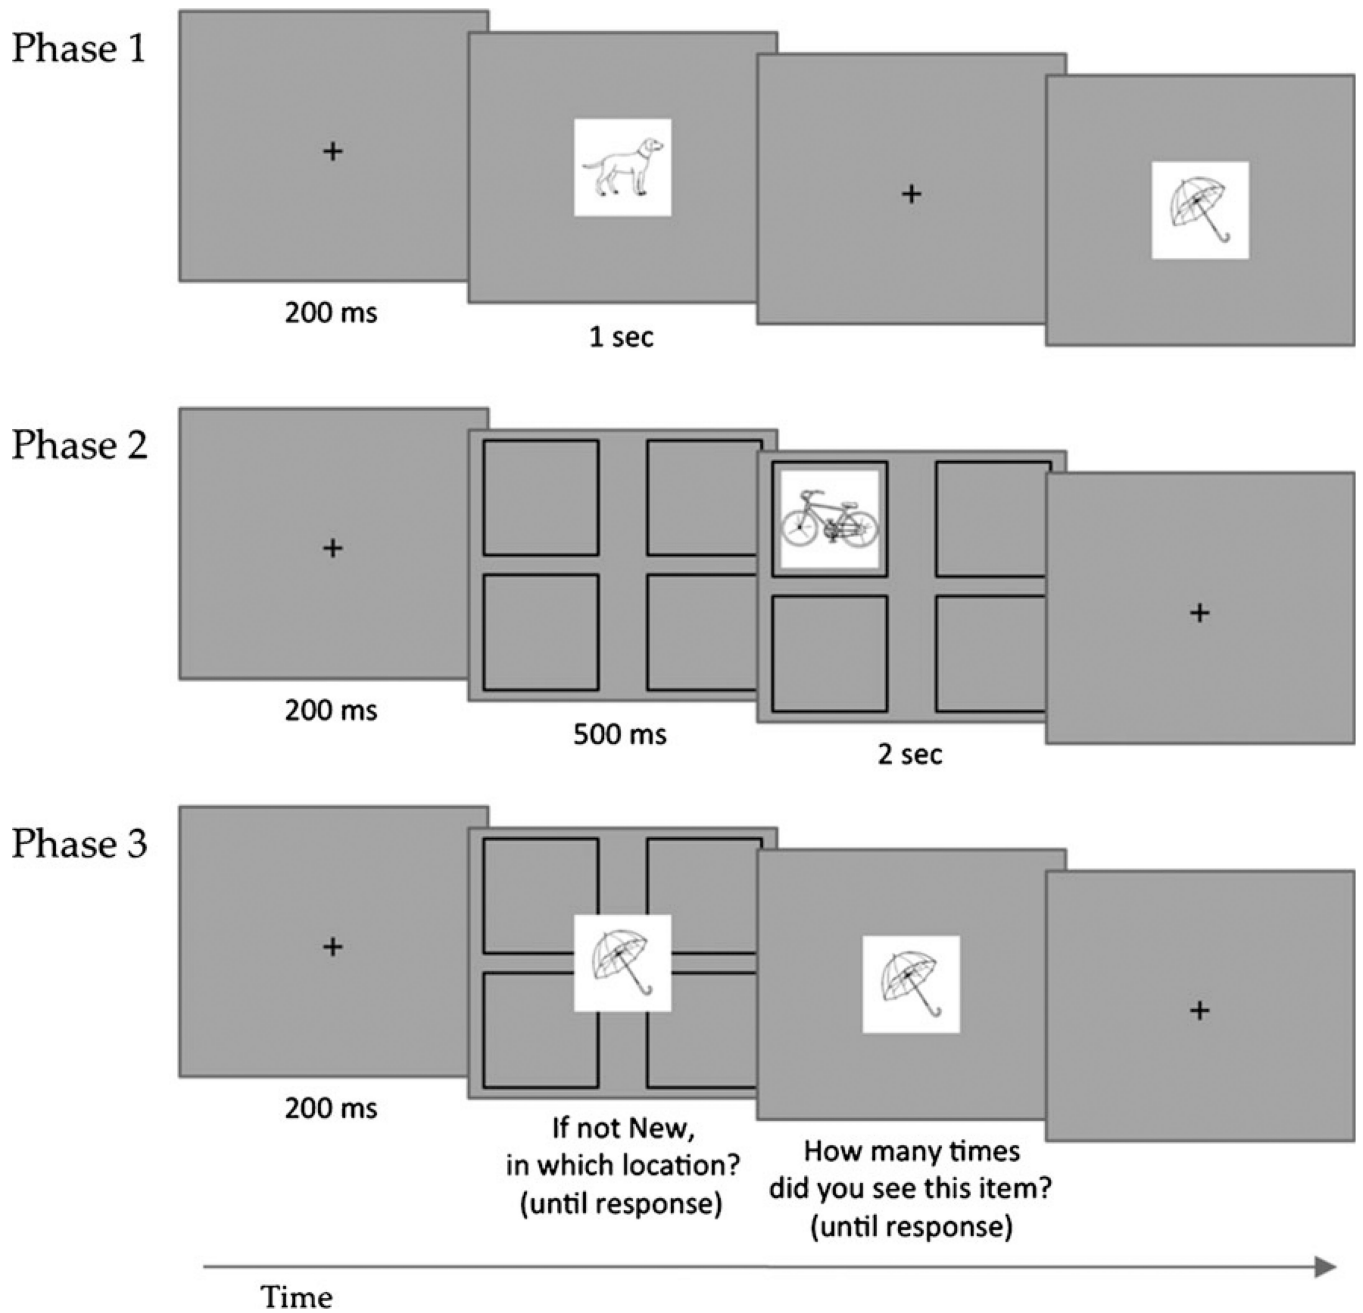 Phase 1
200 ms
1 sec
Phase 2
200 ms
500 ms
2 sec
Phase 3
200 ms
If not New,
in which location?
(until response)
How many times
did you see this item?
(until response)
Time